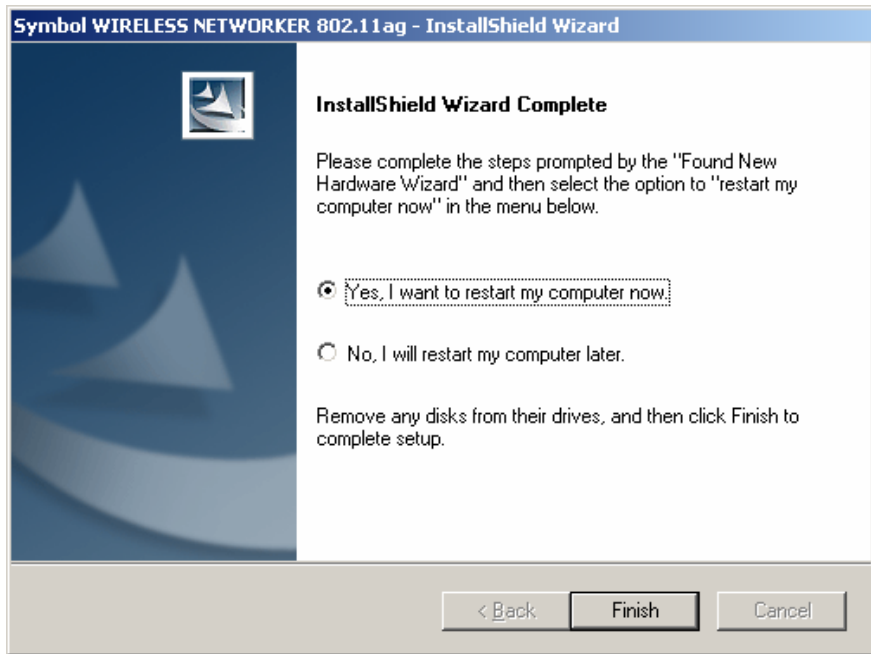 Symbol WIRELESS NETWORKER 802.11ag - InstallShield Wizard
InstallShield Wizard Complete
Please complete the steps prompted by the "Found New
Hardware Wizard" and then select the option to "restart my
computer now" in the menu below.
Yes, I want to restart my computer now.
No, I will restart my computer later.
Remove any disks from their drives, and then click Finish to
complete setup.
< Back Finish Cancel